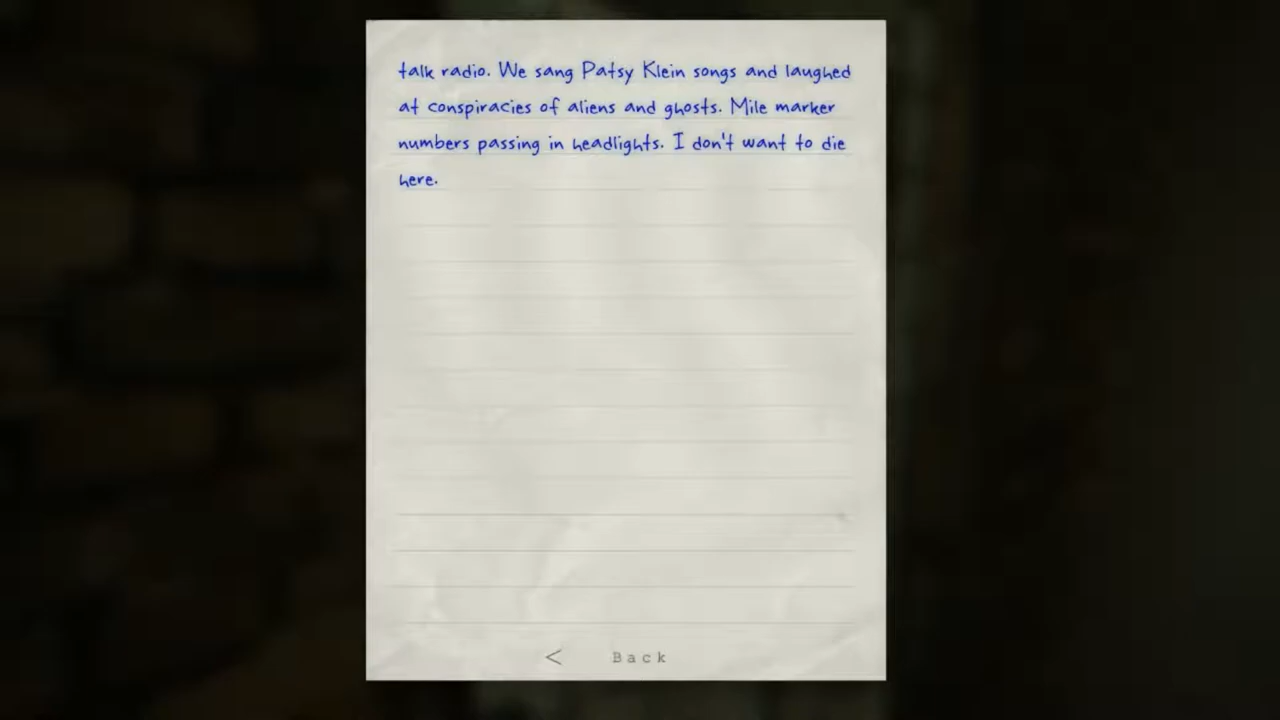 talk radio. We sang Patsy Klein songs and laughed
at conspiracies of aliens and ghosts. Mile marker
numbers passing in headlights. I don't want to die
here.
< Back